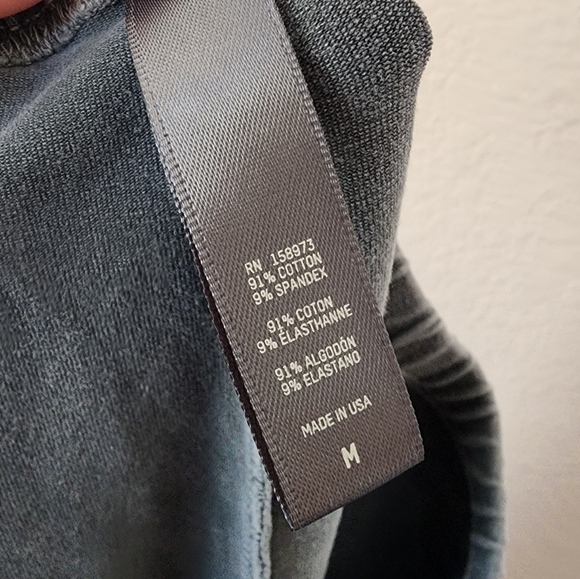 RN 158973
91% COTTON
9% SPANDEX
91% COTON
9% ÉLASTHANNE
91% ALGODÓN
9% ELASTANO
MADE IN USA
M